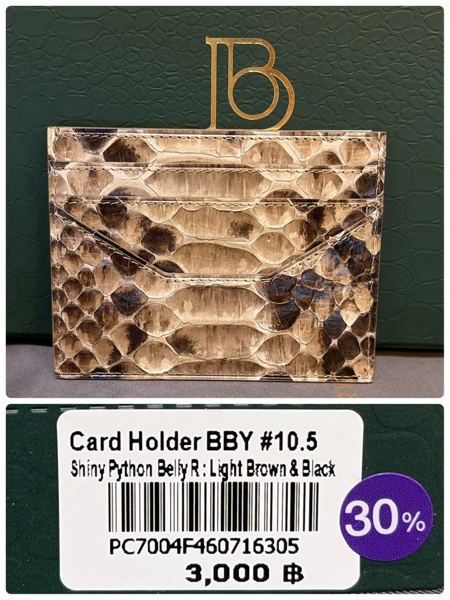 B
Card Holder BBY #10.5
Shiny Python Belly R : Light Brown & Black
PC7004F460716305
3,000 ฿
30%